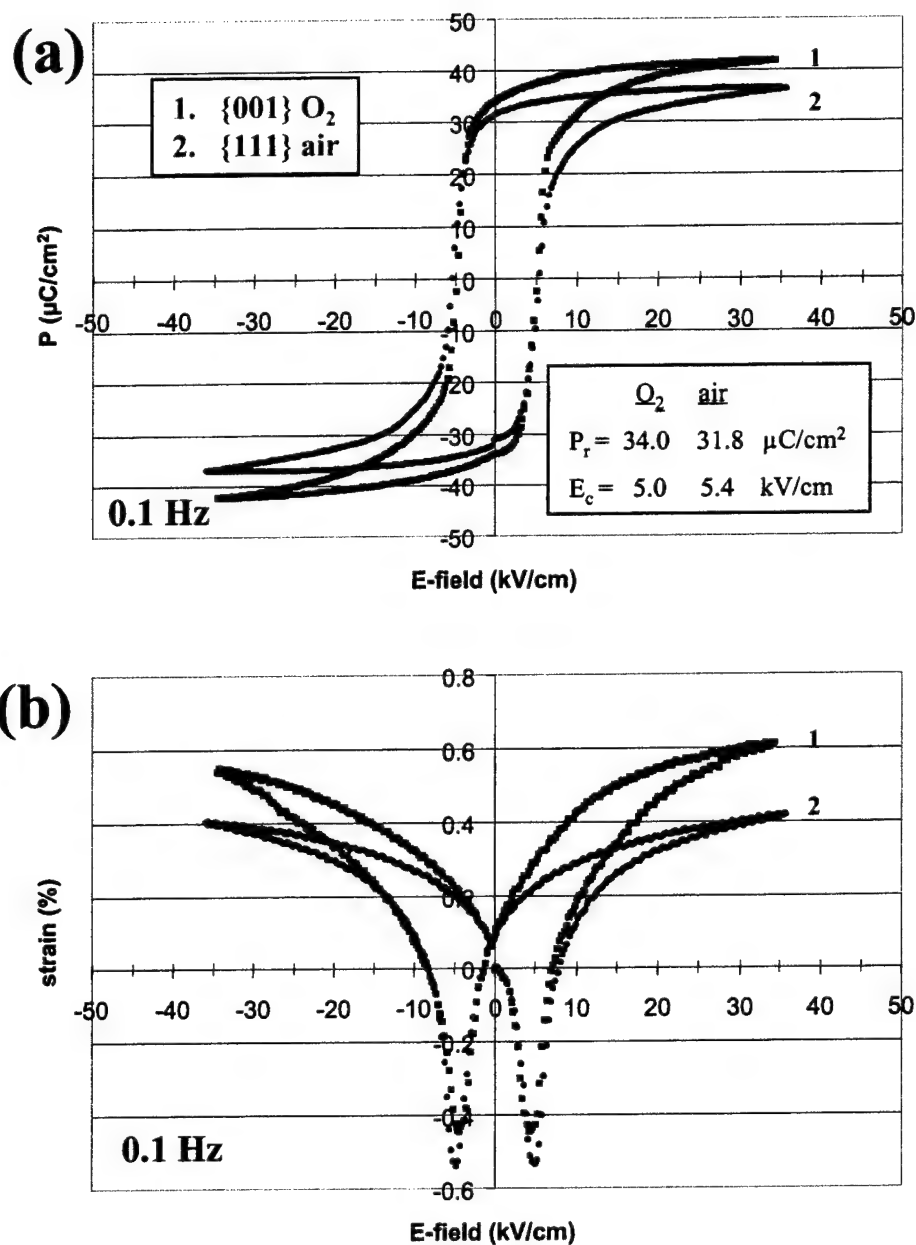 (a)
1. {001} O₂
2. {111} air
50
40
30
20
10
0
-10
-20
-30
-40
-50
-50 -40 -30 -20 -10 0 10 20 30 40 50
P (µC/cm²)
1
2
O₂ air
Pᵣ = 34.0 31.8 µC/cm²
E_c = 5.0 5.4 kV/cm
0.1 Hz
E-field (kV/cm)
(b)
0.8
0.6
0.4
0.2
0
-0.2
-0.4
-0.6
-50 -40 -30 -20 -10 0 10 20 30 40 50
strain (%)
1
2
0.1 Hz
E-field (kV/cm)